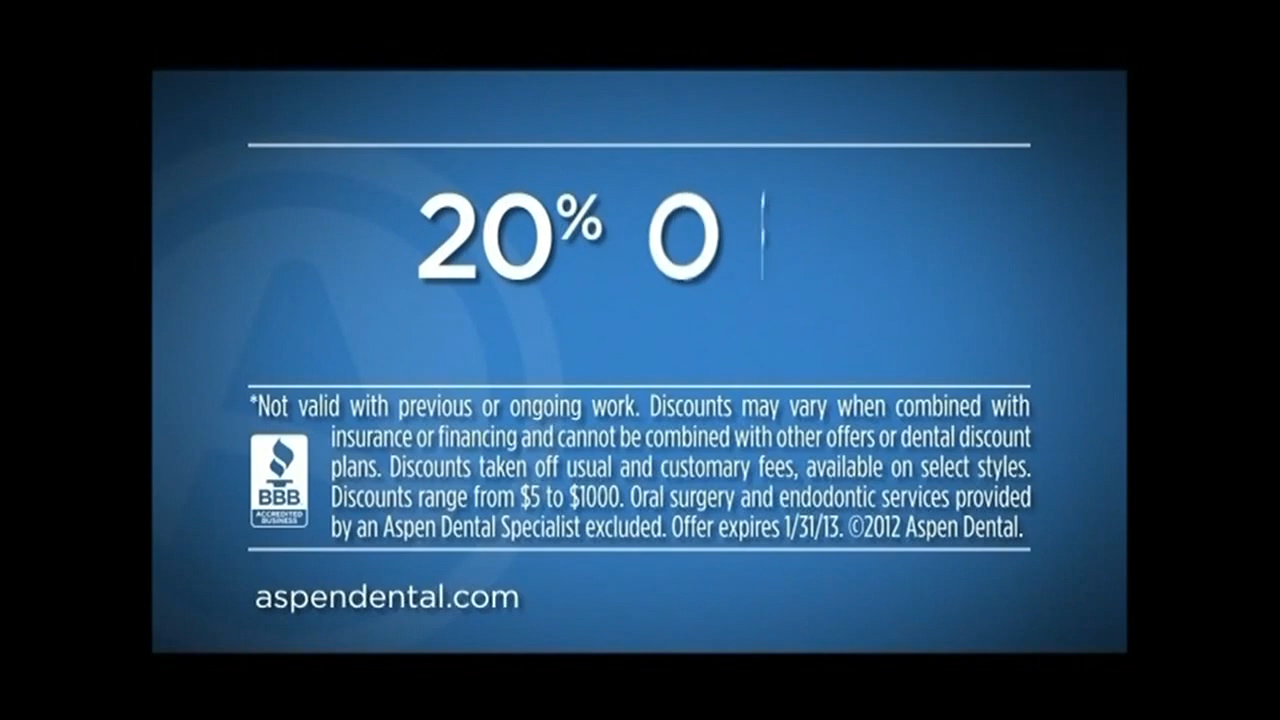 20% O
*Not valid with previous or ongoing work. Discounts may vary when combined with
insurance or financing and cannot be combined with other offers or dental discount
plans. Discounts taken off usual and customary fees, available on select styles.
Discounts range from $5 to $1000. Oral surgery and endodontic services provided
by an Aspen Dental Specialist excluded. Offer expires 1/31/13. ©2012 Aspen Dental.
BBB
ACCREDITED
BUSINESS
aspendental.com